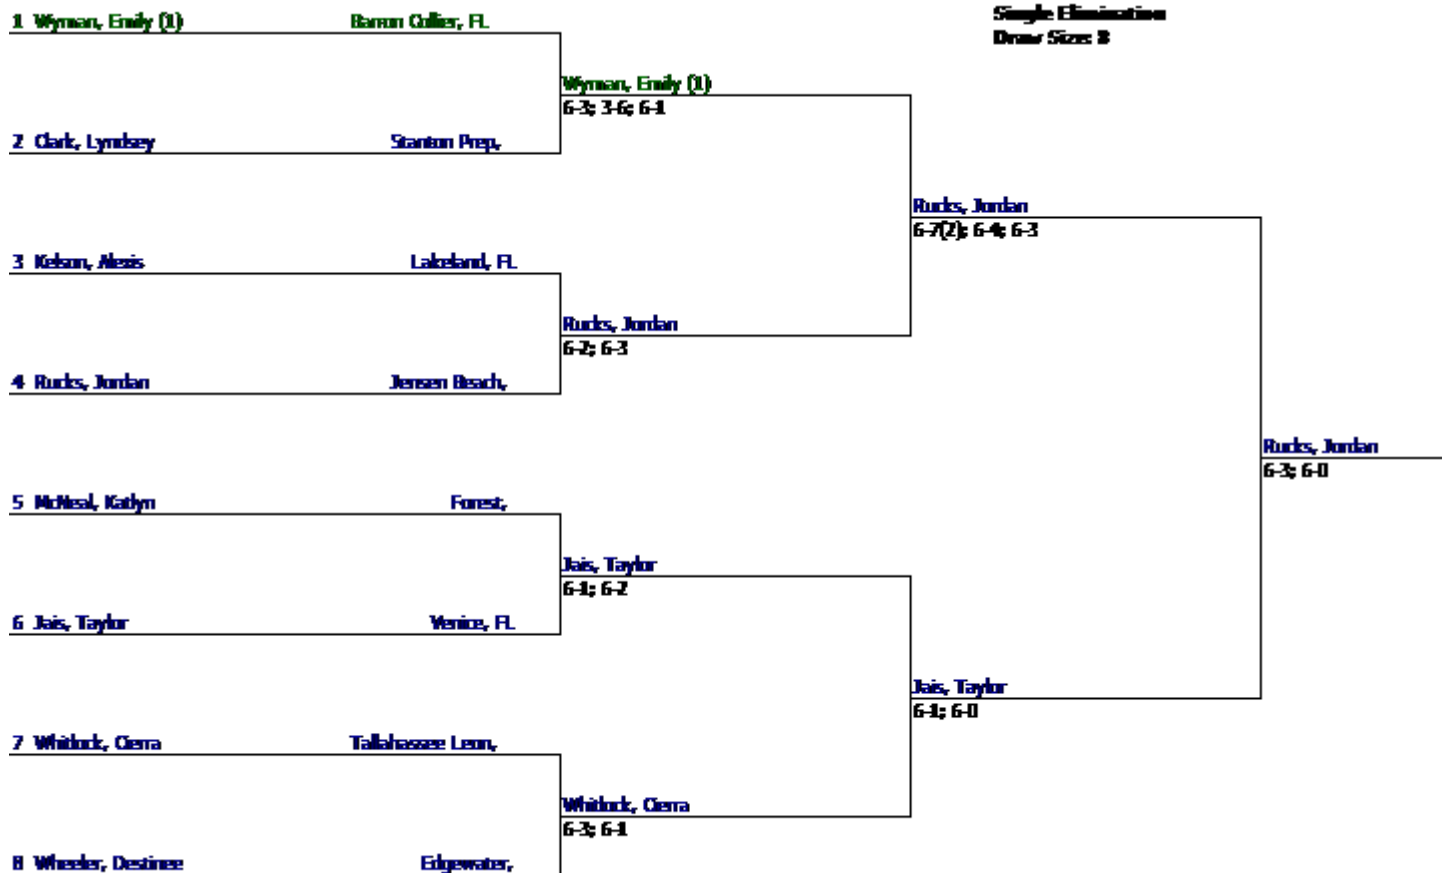 1 Wyman, Emily (1) Barron Collier, FL
Single Elimination
Draw Size: 8
Wyman, Emily (1)
6-3; 3-6; 6-1
2 Clark, Lyndsey Stanton Prep,
Rucks, Jordan
6-7(2); 6-4; 6-3
3 Kelson, Alexis Lakeland, FL
Rucks, Jordan
6-2; 6-3
4 Rucks, Jordan Jensen Beach,
Rucks, Jordan
6-3; 6-0
5 McNeal, Katlyn Forest,
Jais, Taylor
6-1; 6-2
6 Jais, Taylor Venice, FL
Jais, Taylor
6-1; 6-0
7 Whitlock, Cierra Tallahassee Leon,
Whitlock, Cierra
6-3; 6-1
8 Wheeler, Destinee Edgewater,